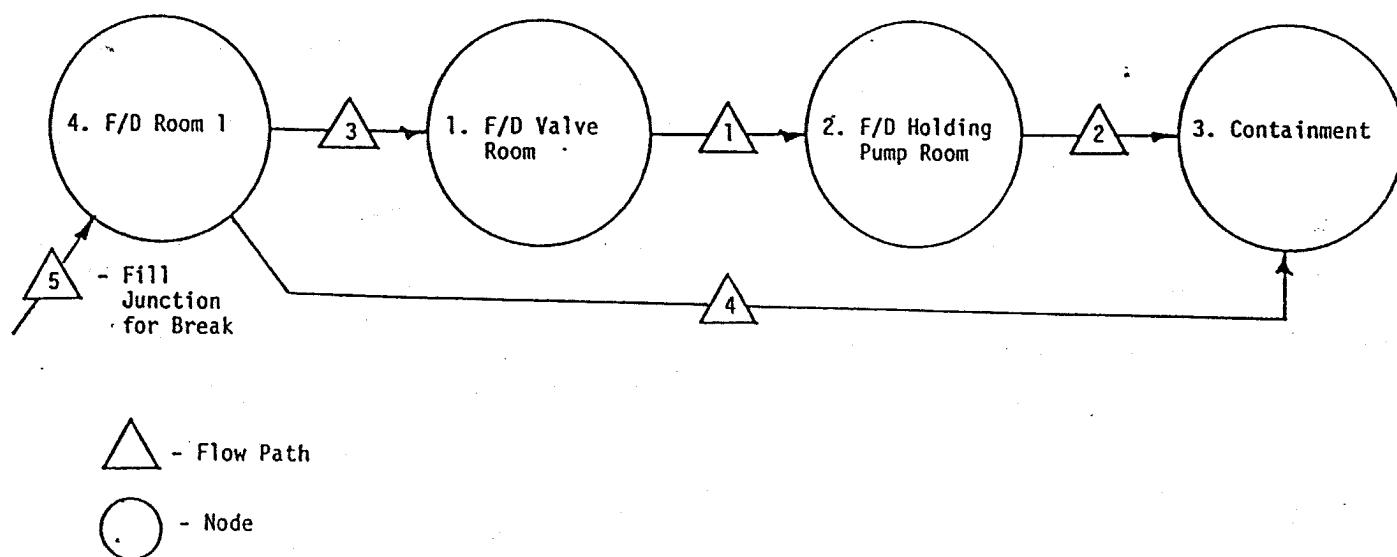 4. F/D Room 1
3
1. F/D Valve
Room
1
2. F/D Holding
Pump Room
2
3. Containment
5
- Fill
Junction
for Break
4
- Flow Path
- Node